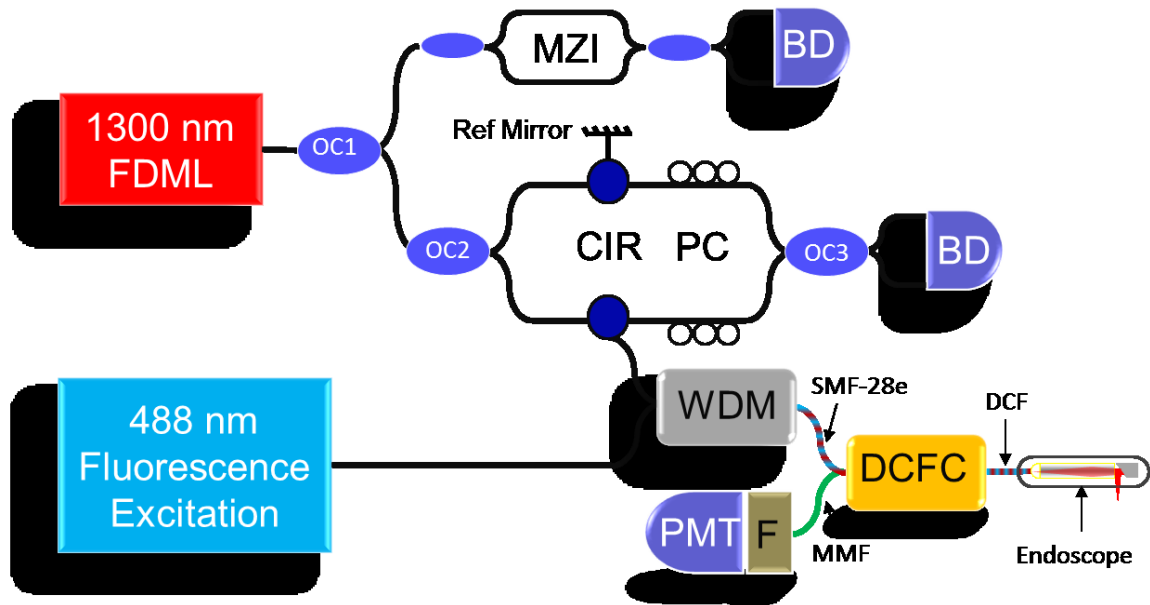 MZI
BD
1300 nm
FDML
OC1
Ref Mirror
OC2
CIR
PC
OC3
BD
488 nm
Fluorescence
Excitation
WDM
SMF-28e
DCF
DCFC
PMT
F
MMF
Endoscope